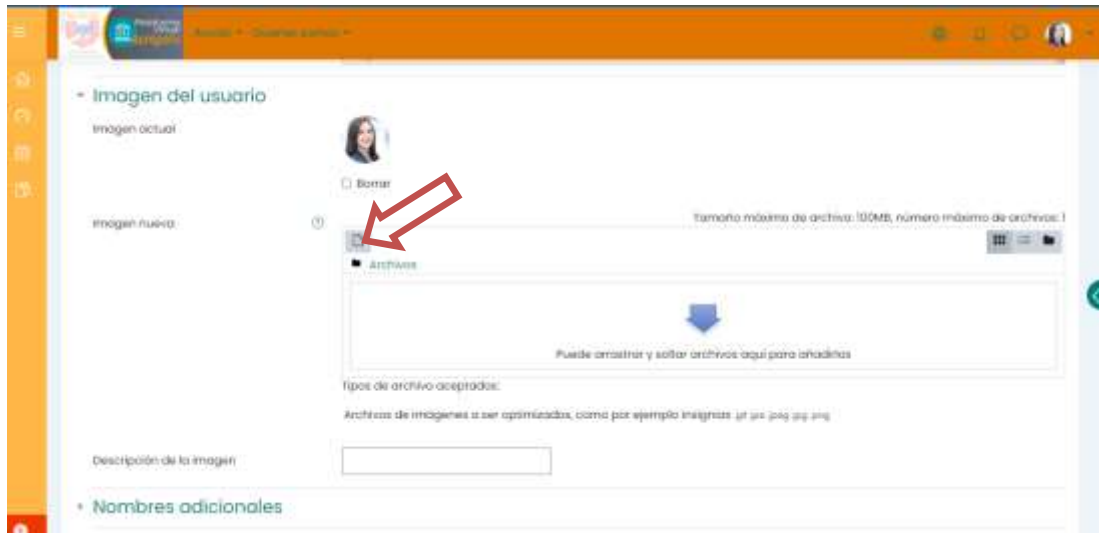 Imagen del usuario
Imagen actual
Borrar
Imagen nueva
Tamaño máximo de archivo: 100MB, número máximo de archivos: 1
Archivos
Puede arrastrar y soltar archivos aquí para añadirlos
Tipos de archivo aceptados:
Archivos de imágenes a ser optimizados, como por ejemplo insignias
Descripción de la imagen
Nombres adicionales